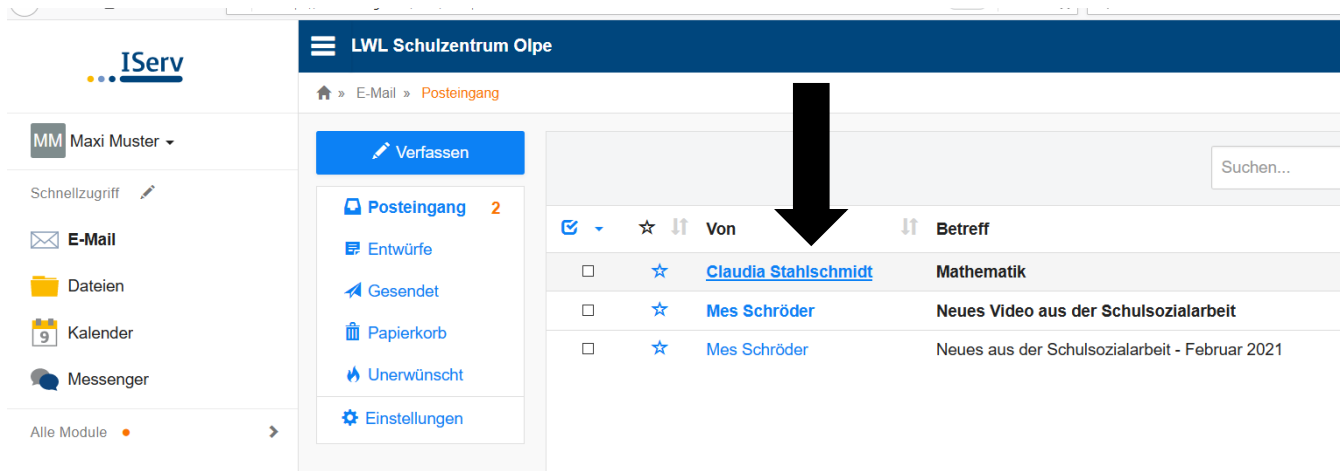 IServ
LWL Schulzentrum Olpe
» E-Mail » Posteingang
MM Maxi Muster
Schnellzugriff
E-Mail
Dateien
9 Kalender
Messenger
Alle Module
Verfassen
Posteingang 2
Entwürfe
Gesendet
Papierkorb
Unerwünscht
Einstellungen
Suchen...
Von Betreff
Claudia Stahlschmidt Mathematik
Mes Schröder Neues Video aus der Schulsozialarbeit
Mes Schröder Neues aus der Schulsozialarbeit - Februar 2021